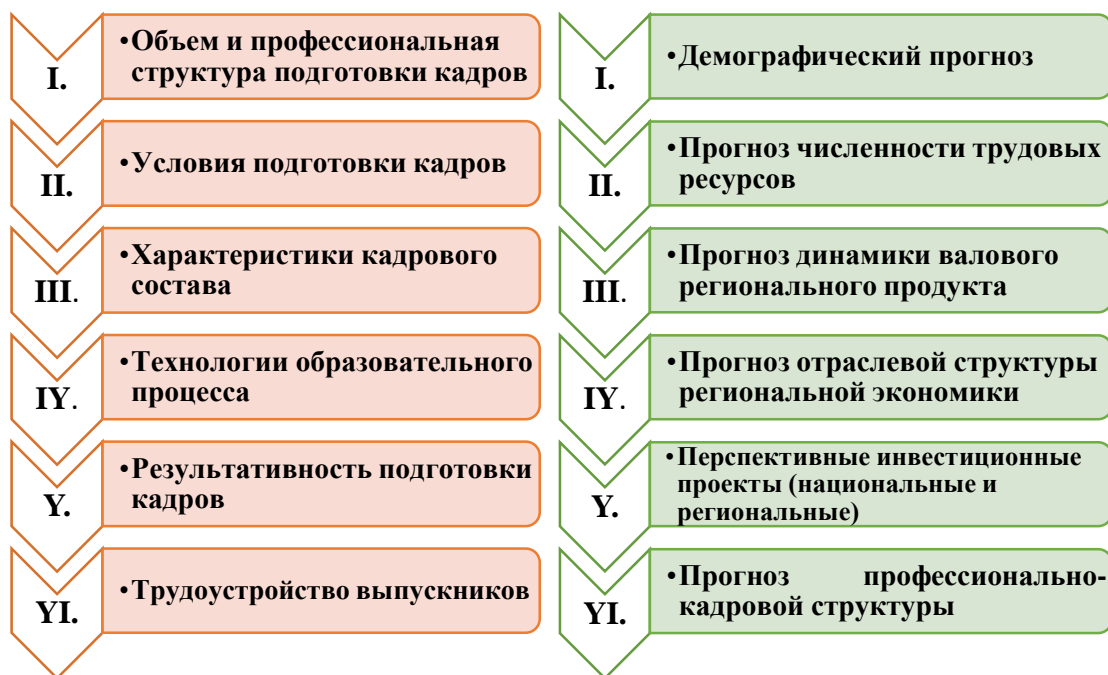 I.
•Объем и профессиональная
структура подготовки кадров
II.
•Условия подготовки кадров
III.
•Характеристики кадрового
состава
IY.
•Технологии образовательного
процесса
Y.
•Результативность подготовки
кадров
YI.
•Трудоустройство выпускников
I.
•Демографический прогноз
II.
•Прогноз численности трудовых
ресурсов
III.
•Прогноз динамики валового
регионального продукта
IY.
•Прогноз отраслевой структуры
региональной экономики
Y.
•Перспективные инвестиционные
проекты (национальные и
региональные)
YI.
•Прогноз профессионально-
кадровой структуры